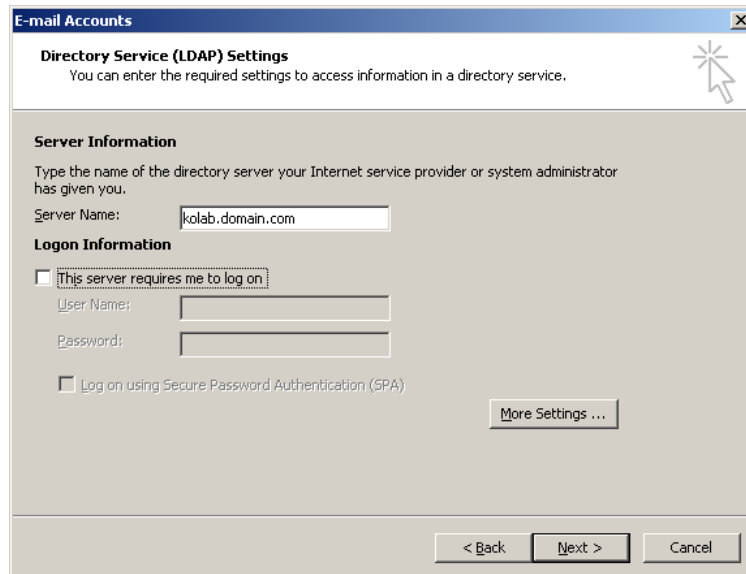 E-mail Accounts
Directory Service (LDAP) Settings
You can enter the required settings to access information in a directory service.
Server Information
Type the name of the directory server your Internet service provider or system administrator
has given you.
Server Name: kolab.domain.com
Logon Information
This server requires me to log on
User Name:
Password:
Log on using Secure Password Authentication (SPA)
More Settings ...
< Back Next > Cancel